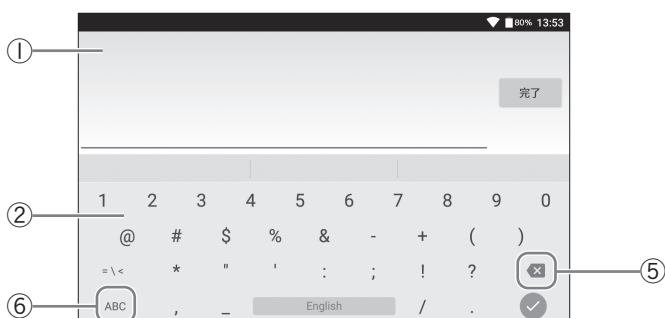 80% 13:53
①
完了
1 2 3 4 5 6 7 8 9 0
②
@ # $ % & - + ( )
= \ < * " ' : ; ! ?
⑤
⑥
ABC , _ English / .